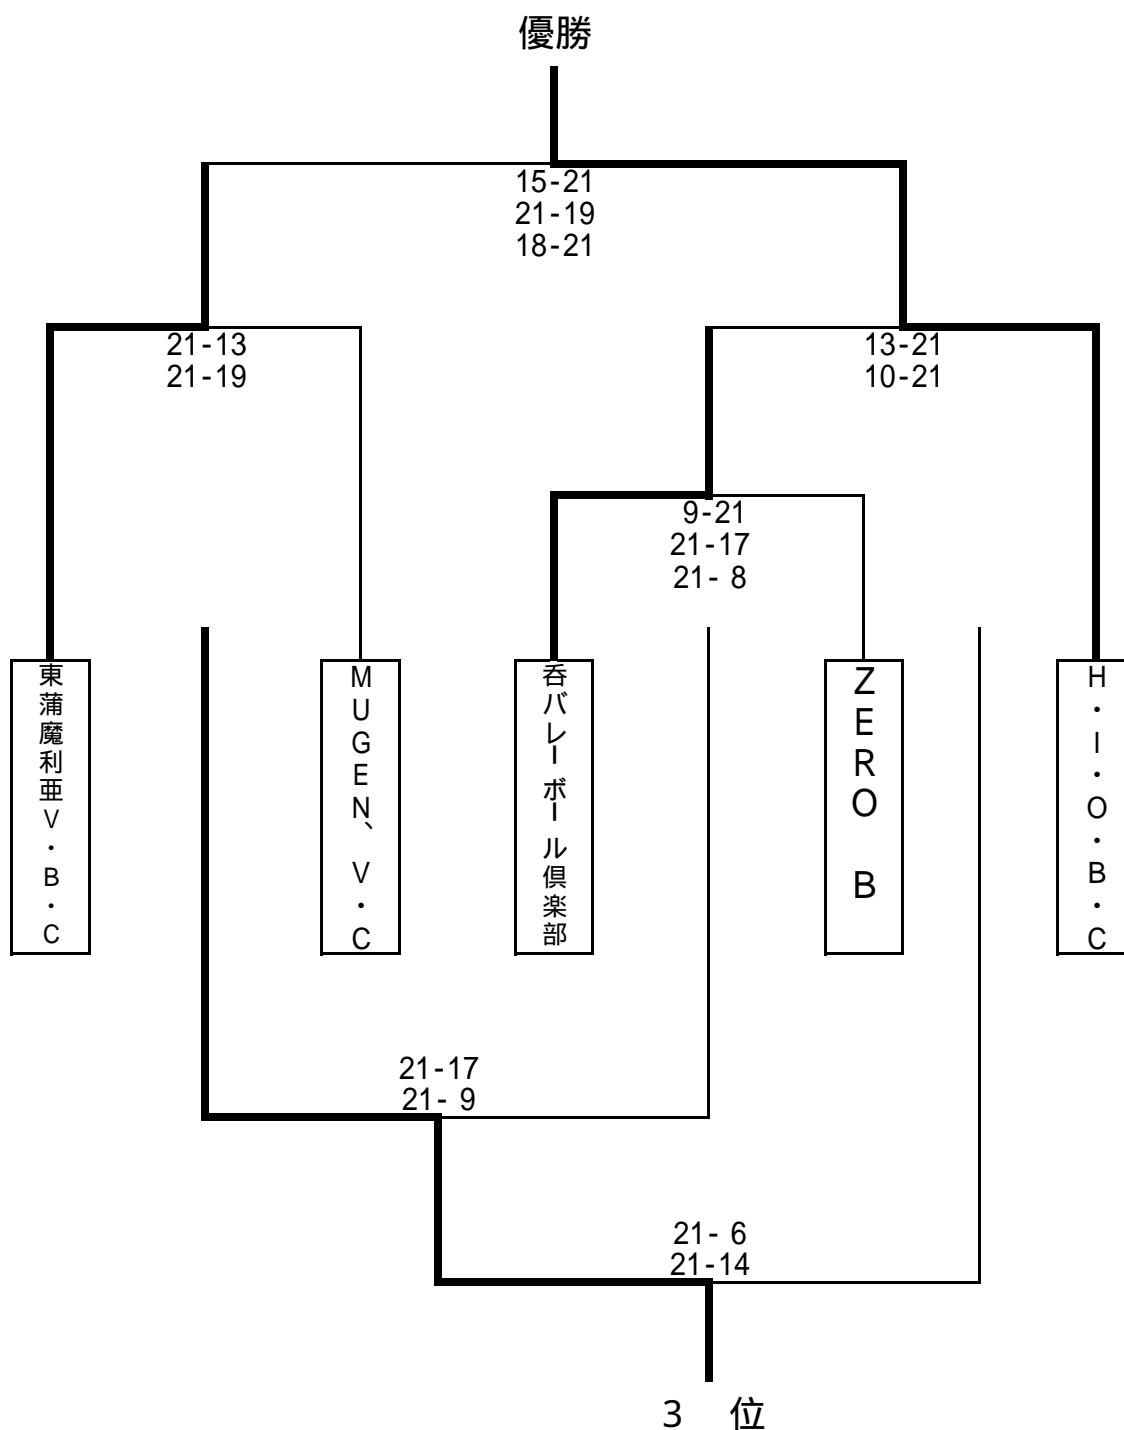 優勝
15-21
21-19
18-21
21-13
21-19
13-21
10-21
9-21
21-17
21- 8
東蒲魔利亜V・B・C
MUGEN、V・C
呑バレーボール倶楽部
ZERO B
H・I・O・B・C
21-17
21- 9
21- 6
21-14
3 位